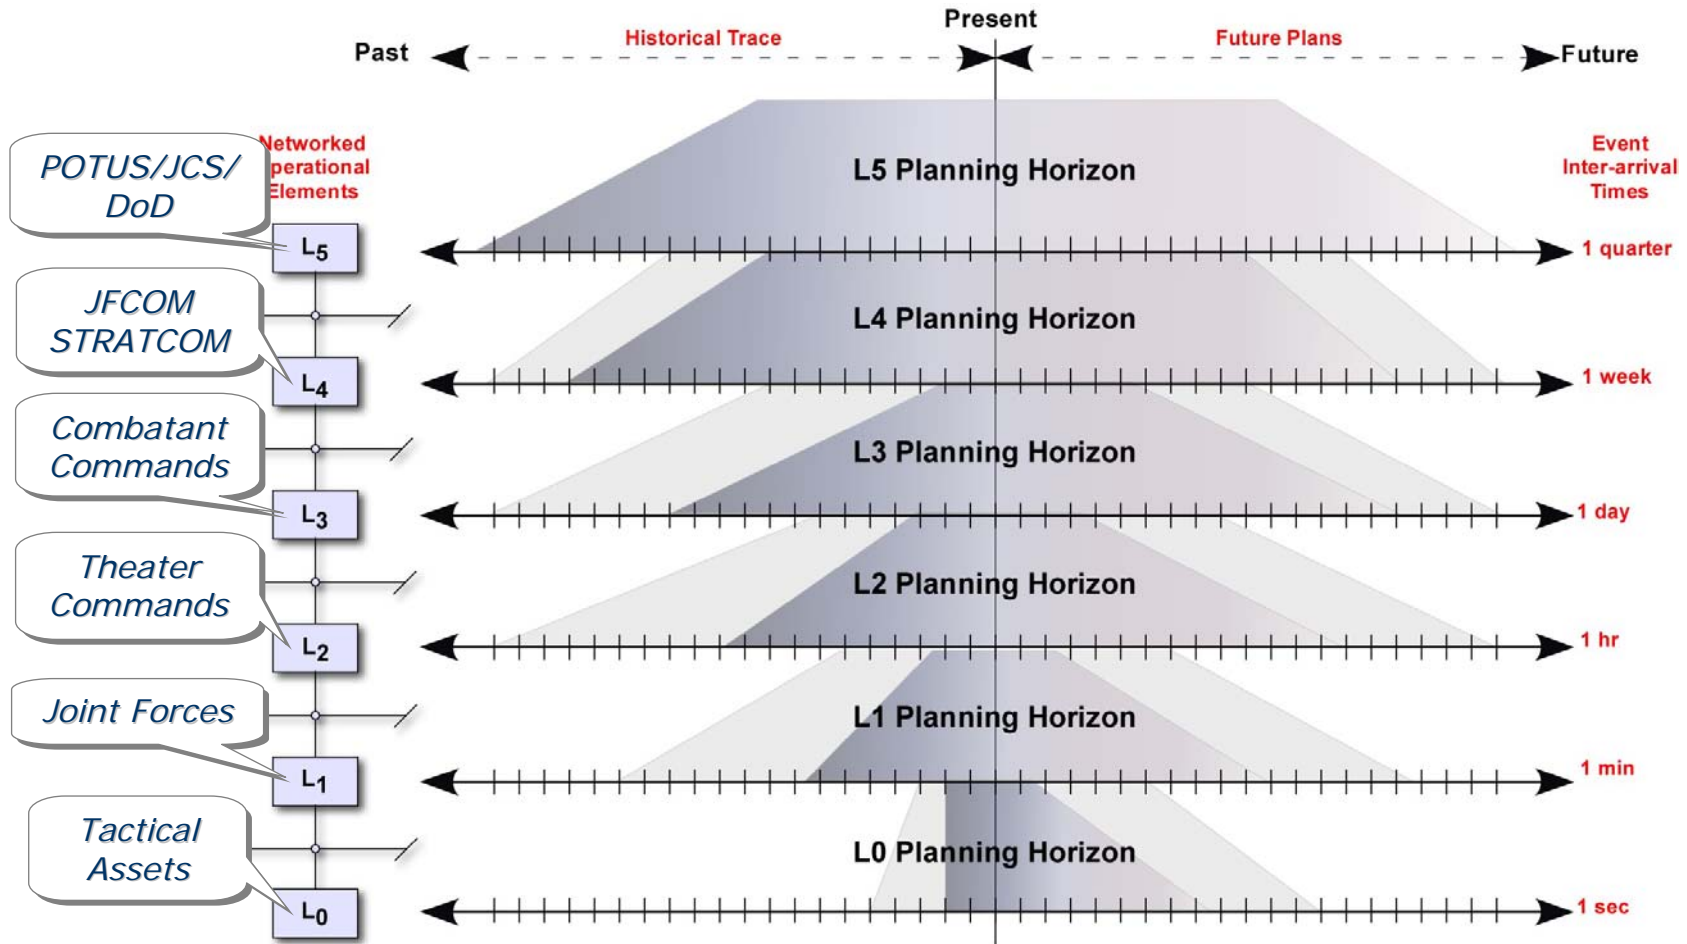 Present
Past
Historical Trace
Future Plans
Future
Networked
perational
Elements
Event
Inter-arrival
Times
POTUS/JCS/
DoD
L5
L5 Planning Horizon
1 quarter
JFCOM
STRATCOM
L4
L4 Planning Horizon
1 week
Combatant
Commands
L3
L3 Planning Horizon
1 day
Theater
Commands
L2
L2 Planning Horizon
1 hr
Joint Forces
L1
L1 Planning Horizon
1 min
Tactical
Assets
L0
L0 Planning Horizon
1 sec